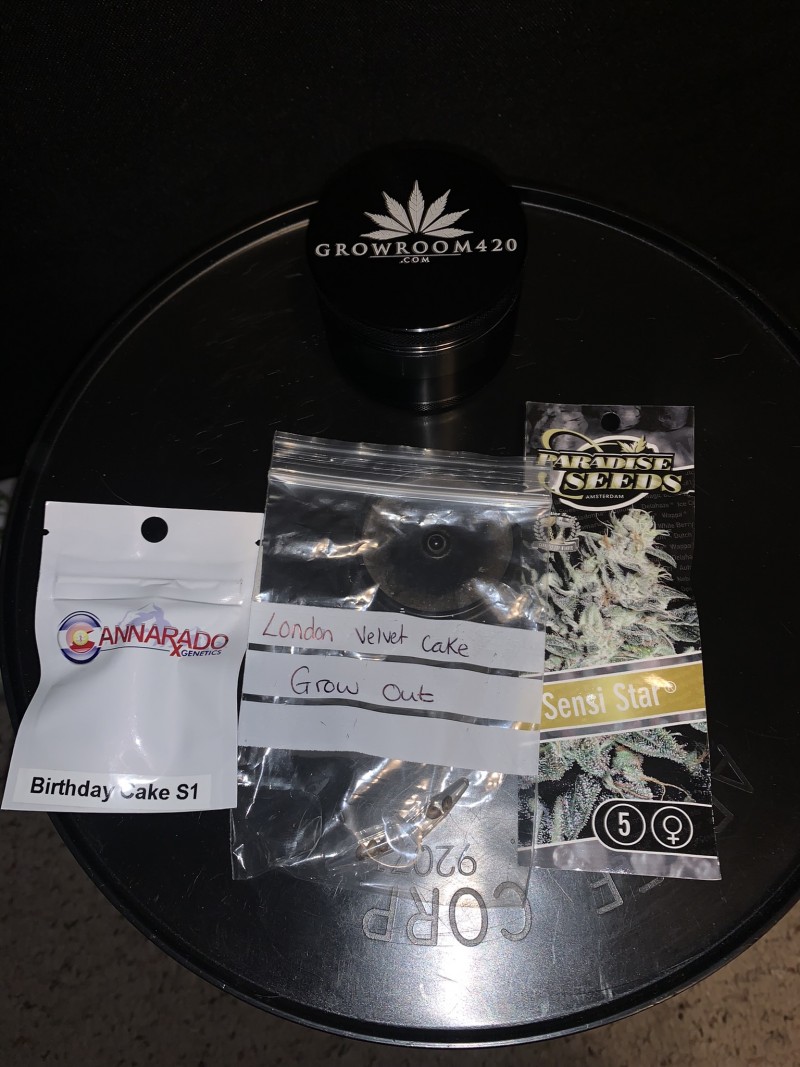 GROWROOM420
.COM
PARADISE
SEEDS
AMSTERDAM
CANNARADO
GENETICS
London Velvet Cake
Grow Out
Sensi Star®
Birthday Cake S1
5
CORP